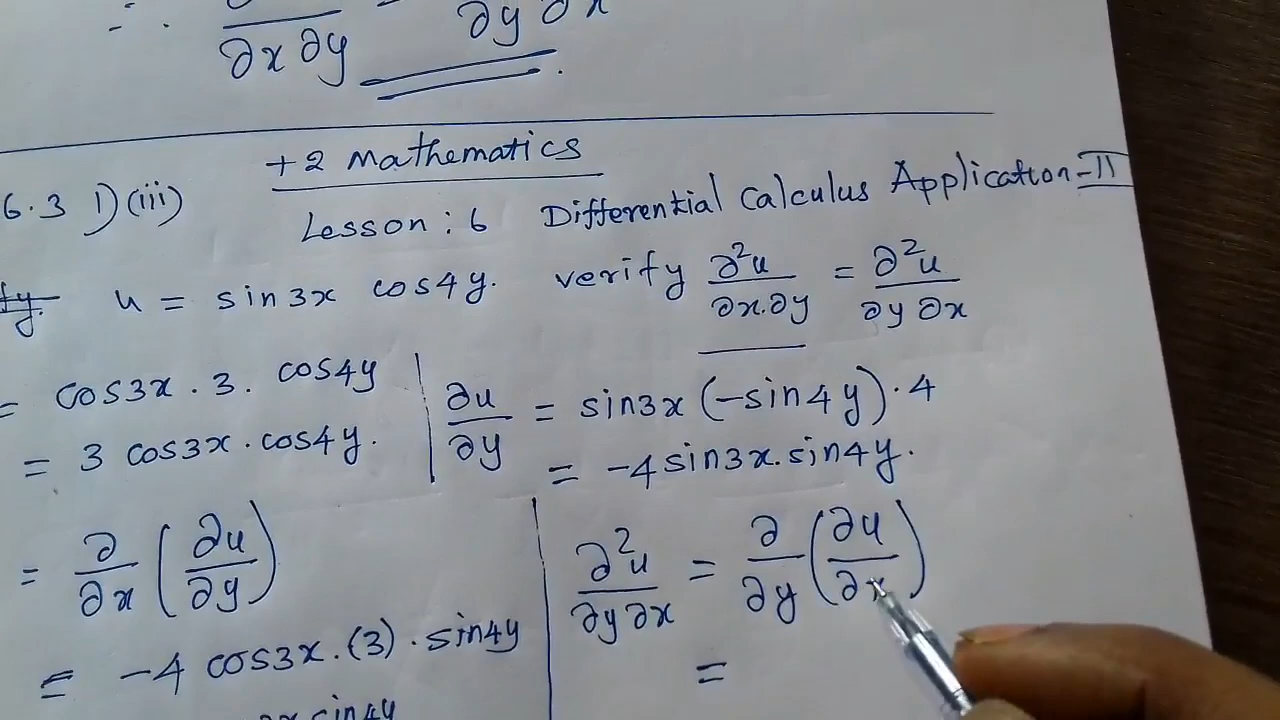 ∴ ∂x ∂y = ∂y ∂x
+2 Mathematics
6.3 1)(iii) Lesson : 6 Differential Calculus Application-II
u = sin3x cos4y. verify ∂²u/∂x.∂y = ∂²u/∂y ∂x
= cos3x . 3 . cos4y | ∂u/∂y = sin3x (-sin4y) . 4
= 3 cos3x . cos4y. | = -4 sin3x . sin4y.
= ∂/∂x (∂u/∂y) | ∂²u/∂y∂x = ∂/∂y (∂u/∂x)
= -4 cos3x . (3) . sin4y | =
sin4y